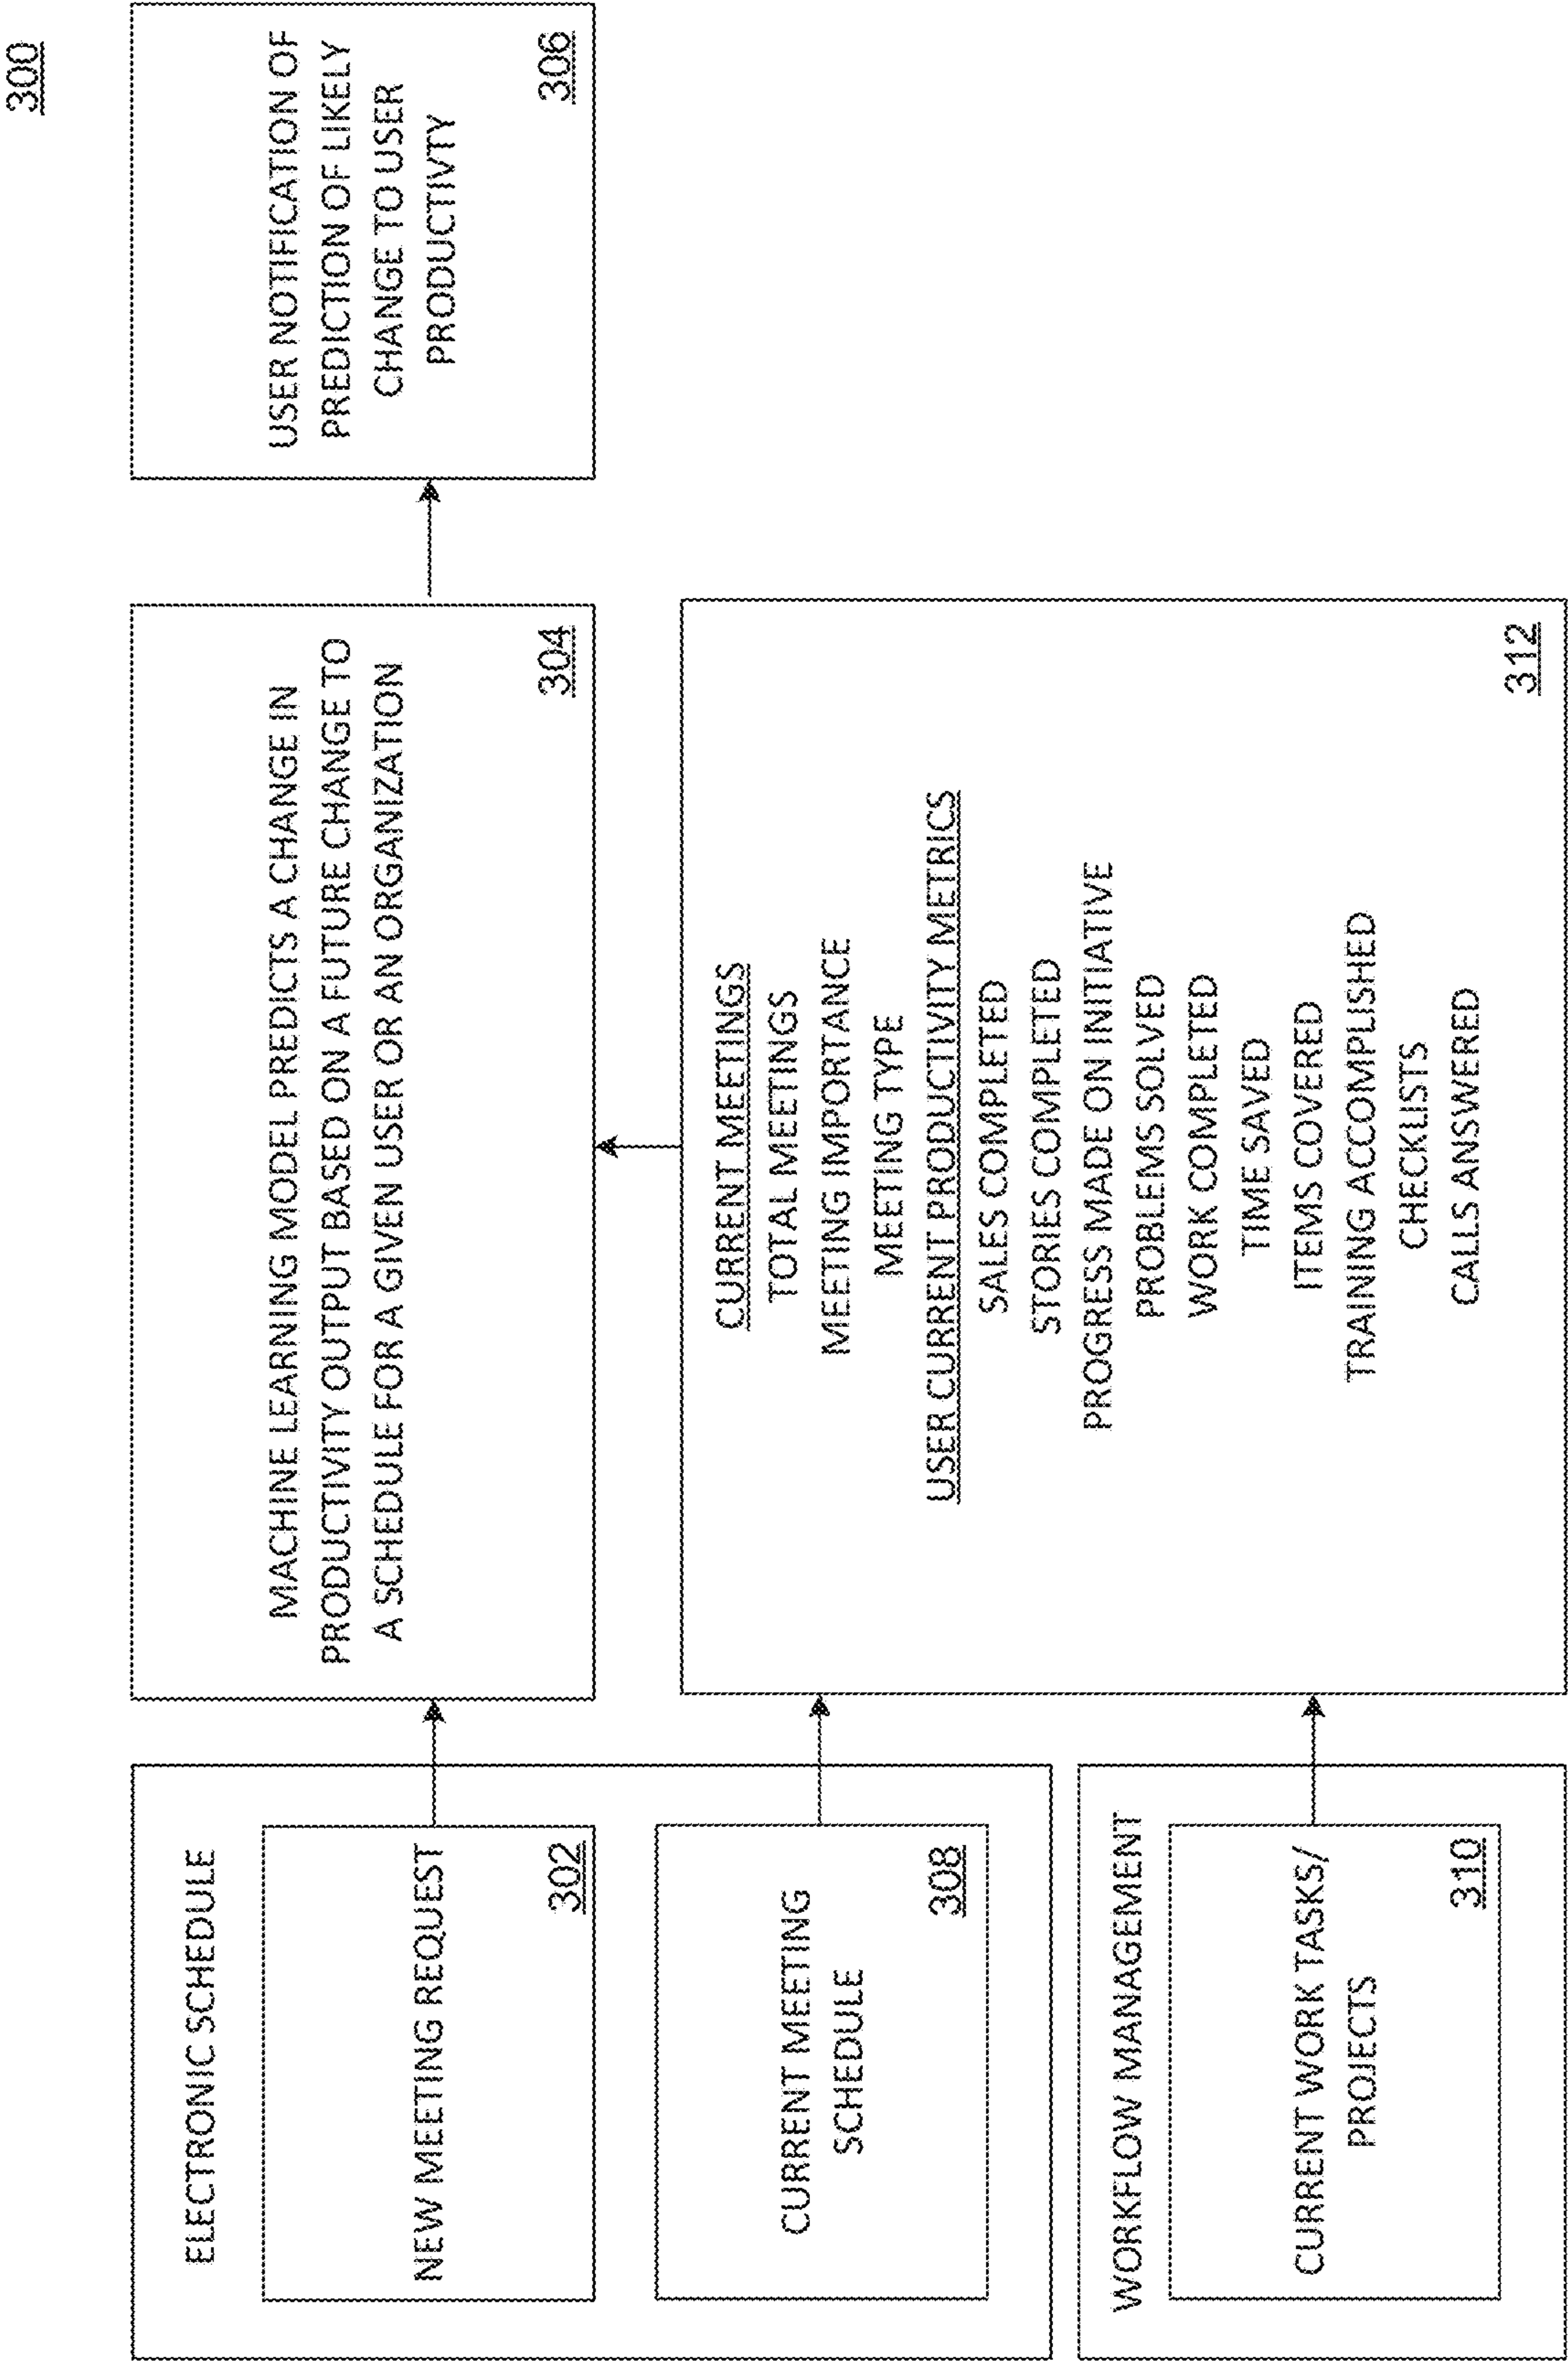 300
ELECTRONIC SCHEDULE
NEW MEETING REQUEST
302
MACHINE LEARNING MODEL PREDICTS A CHANGE IN
PRODUCTIVITY OUTPUT BASED ON A FUTURE CHANGE TO
A SCHEDULE FOR A GIVEN USER OR AN ORGANIZATION
304
USER NOTIFICATION OF
PREDICTION OF LIKELY
CHANGE TO USER
PRODUCTIVTY
306
CURRENT MEETING
SCHEDULE
308
WORKFLOW MANAGEMENT
CURRENT WORK TASKS/
PROJECTS
310
CURRENT MEETINGS
TOTAL MEETINGS
MEETING IMPORTANCE
MEETING TYPE
USER CURRENT PRODUCTIVITY METRICS
SALES COMPLETED
STORIES COMPLETED
PROGRESS MADE ON INITIATIVE
PROBLEMS SOLVED
WORK COMPLETED
TIME SAVED
ITEMS COVERED
TRAINING ACCOMPLISHED
CHECKLISTS
CALLS ANSWERED
312